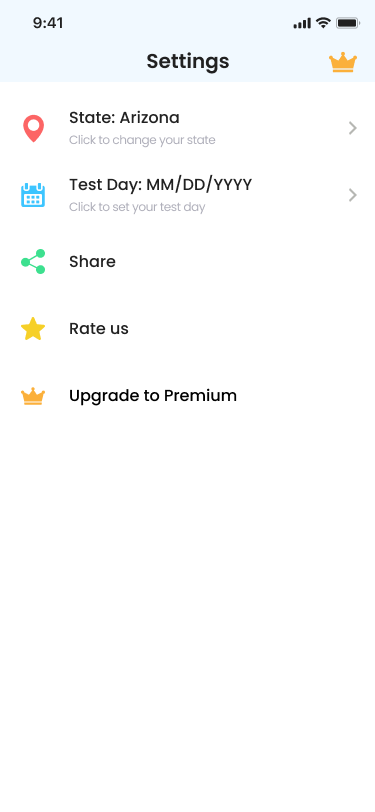 9:41
Settings
State: Arizona
Click to change your state
Test Day: MM/DD/YYYY
Click to set your test day
Share
Rate us
Upgrade to Premium